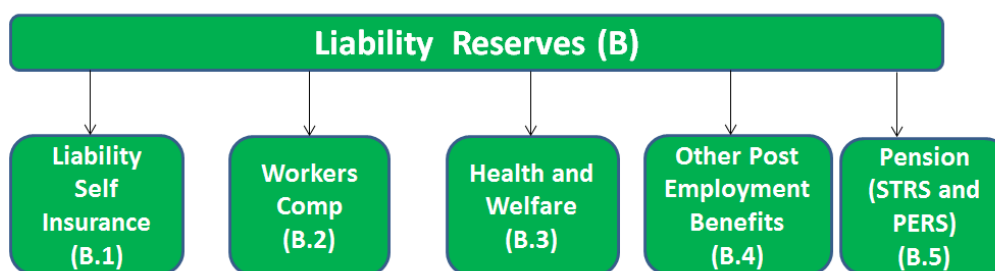 Liability Reserves (B)
Liability
Self
Insurance
(B.1)
Workers
Comp
(B.2)
Health and
Welfare
(B.3)
Other Post
Employment
Benefits
(B.4)
Pension
(STRS and
PERS)
(B.5)